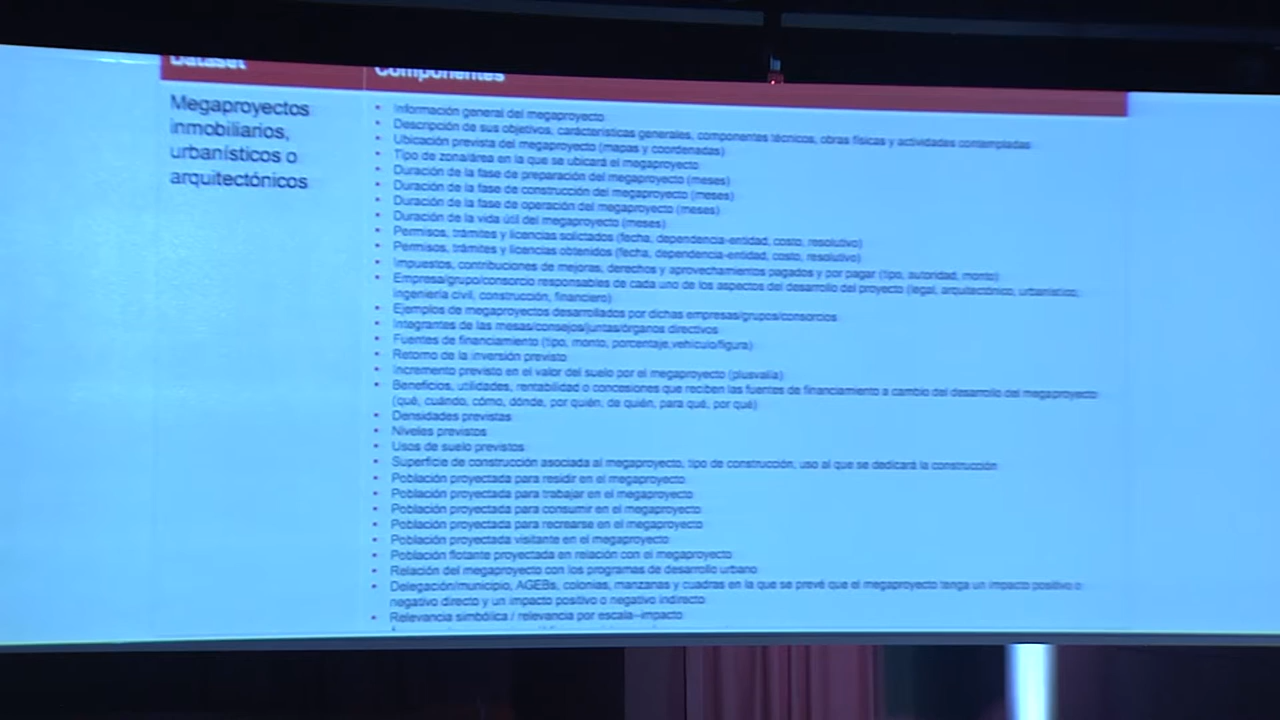 Dataset
Componentes
Megaproyectos
inmobiliarios,
urbanísticos o
arquitectónicos
• Información general del megaproyecto
• Descripción de sus objetivos, carácterísticas generales, componentes técnicos, obras físicas y actividades contempladas
• Ubicación prevista del megaproyecto (mapas y coordenadas)
• Tipo de zona/área en la que se ubicará el megaproyecto
• Duración de la fase de preparación del megaproyecto (meses)
• Duración de la fase de construcción del megaproyecto (meses)
• Duración de la fase de operación del megaproyecto (meses)
• Duración de la vida útil del megaproyecto (meses)
• Permisos, trámites y licencias solictados (fecha, dependencia-entidad, costo, resolutivo)
• Permisos, trámites y licencias obtenidos (fecha, dependencia-entidad, costo, resolutivo)
• Impuestos, contribuciones de mejoras, derechos y aprovechamientos pagados y por pagar (tipo, autoridad, monto)
• Empresa/grupo/consorcio responsables de cada uno de los aspectos del desarrollo del proyecto (legal, arquitectónico, urbanístico,
ingeniería civil, construcción, financiero)
• Ejemplos de megaproyectos desarrollados por dichas empresas/grupos/consorcios
• Integrantes de las mesas/consejos/juntas/órganos directivos
• Fuentes de financiamiento (tipo, monto, porcentaje,vehículo/figura)
• Retorno de la inversión previsto
• Incremento previsto en el valor del suelo por el megaproyecto (plusvalía)
• Beneficios, utilidades, rentabilidad o concesiones que reciben las fuentes de financiamiento a cambio del desarrollo del megaproyecto
(qué, cuándo, cómo, dónde, por quién, de quién, para qué, por qué)
• Densidades previstas
• Niveles previstos
• Usos de suelo previstos
• Superficie de construcción asociada al megaproyecto, tipo de construcción, uso al que se dedicará la construcción
• Población proyectada para residir en el megaproyecto
• Población proyectada para trabajar en el megaproyecto
• Población proyectada para consumir en el megaproyecto
• Población proyectada para recrearse en el megaproyecto
• Población proyectada visitante en el megaproyecto
• Población flotante proyectada en relación con el megaproyecto
• Relación del megaproyecto con los programas de desarrollo urbano
• Delegación/municipio, AGEBs, colonias, manzanas y cuadras en la que se prevé que el megaproyecto tenga un impacto positivo o
negativo directo y un impacto positivo o negativo indirecto
• Relevancia simbólica / relevancia por escala–impacto